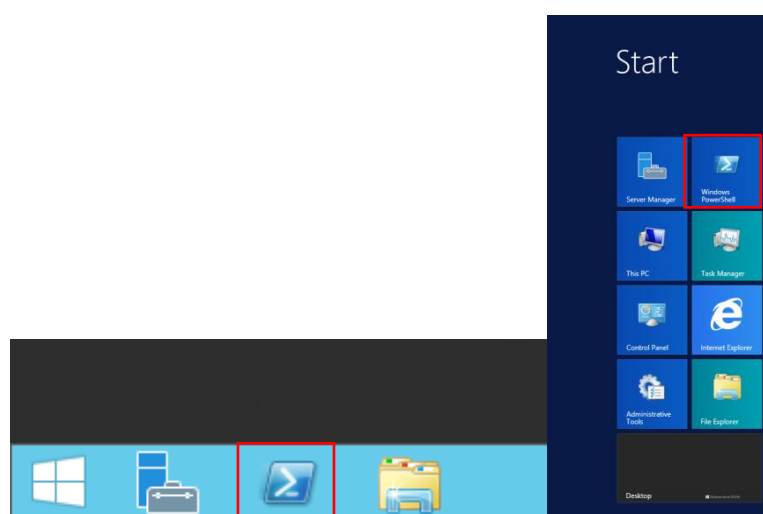 Start
Server Manager
Windows
PowerShell
This PC
Task Manager
Control Panel
Internet Explorer
Administrative
Tools
File Explorer
Desktop